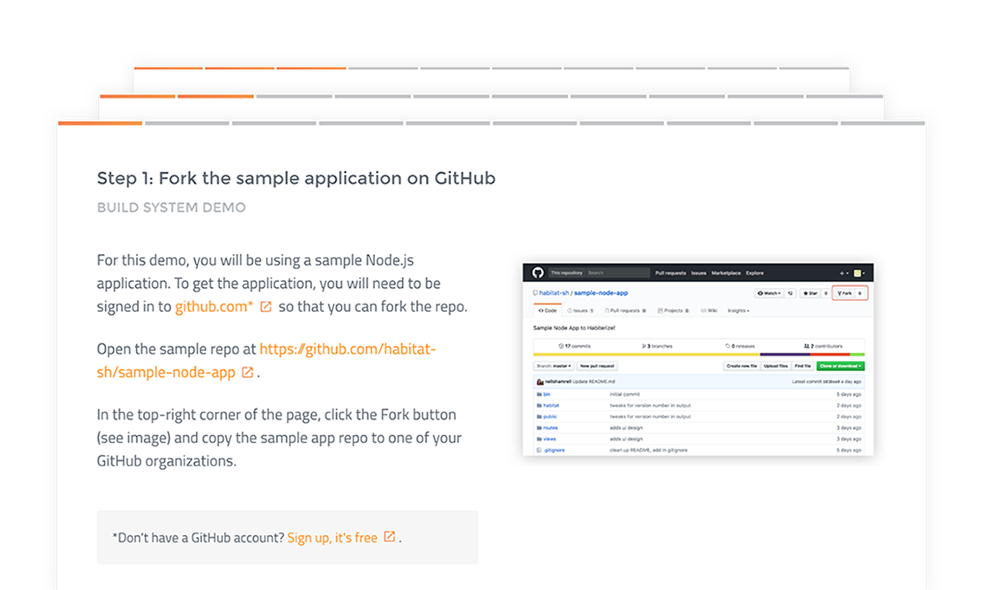 Step 1: Fork the sample application on GitHub
BUILD SYSTEM DEMO
For this demo, you will be using a sample Node.js
application. To get the application, you will need to be
signed in to github.com* so that you can fork the repo.
Open the sample repo at https://github.com/habitat-
sh/sample-node-app .
In the top-right corner of the page, click the Fork button
(see image) and copy the sample app repo to one of your
GitHub organizations.
*Don't have a GitHub account? Sign up, it's free .
This repository Search Pull requests Issues Marketplace Explore
habitat-sh / sample-node-app Watch 12 Star 0 Fork
Code Issues Pull requests Projects Wiki Insights
Sample Node App to Habiterize!
17 commits 3 branches 0 releases 2 contributors
Branch: master New pull request Create new file Upload files Find file Clone or download
nellshamrell Update README.md Latest commit a day ago
bin initial commit 5 days ago
habitat tweaks for version number in output 2 days ago
public tweaks for version number in output 2 days ago
routes adds ui design 3 days ago
views adds ui design 3 days ago
.gitignore clean up README, add in gitignore 5 days ago